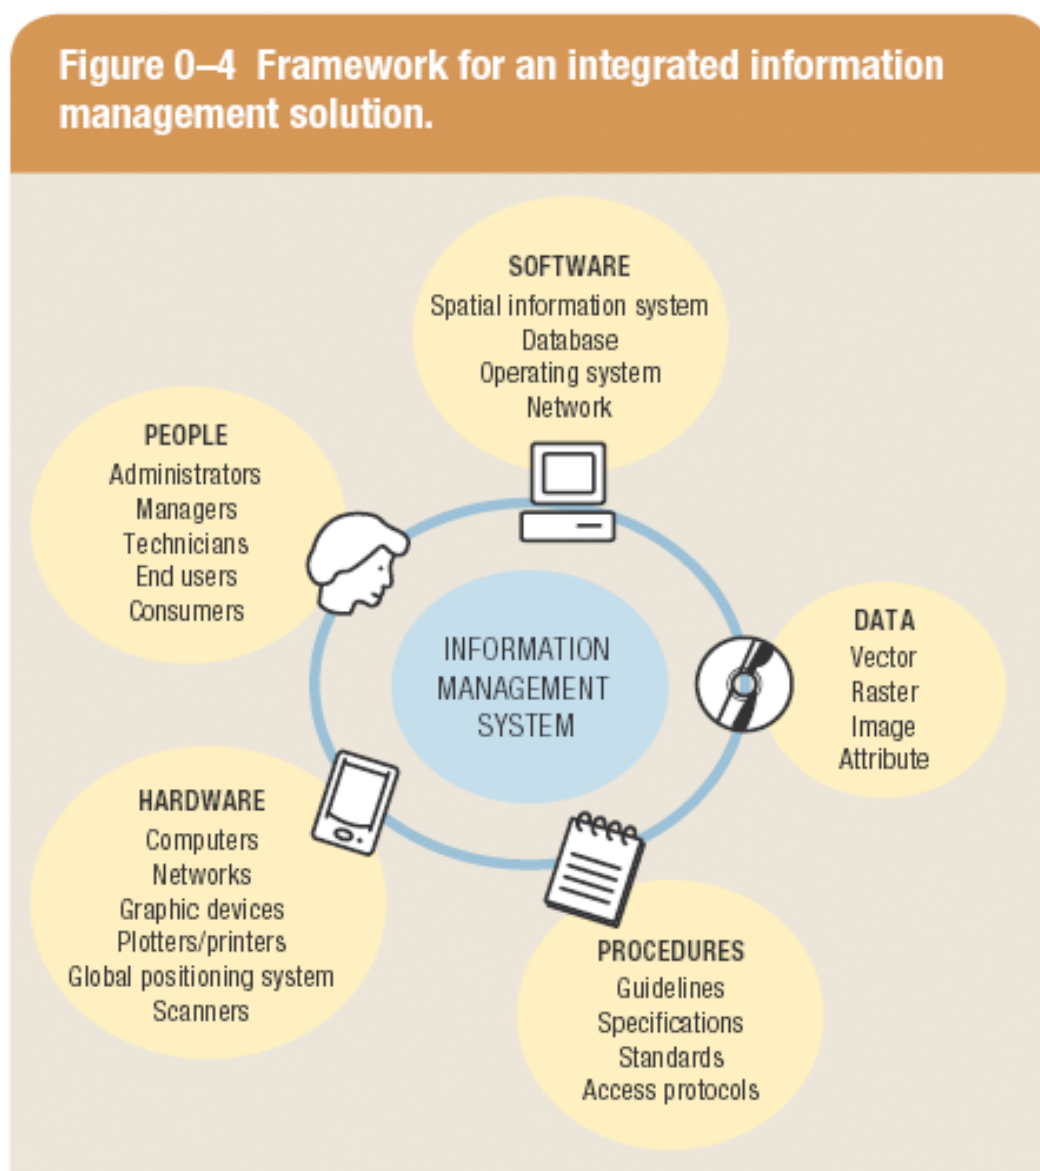 Figure 0–4 Framework for an integrated information
management solution.
SOFTWARE
Spatial information system
Database
Operating system
Network
PEOPLE
Administrators
Managers
Technicians
End users
Consumers
INFORMATION
MANAGEMENT
SYSTEM
DATA
Vector
Raster
Image
Attribute
HARDWARE
Computers
Networks
Graphic devices
Plotters/printers
Global positioning system
Scanners
PROCEDURES
Guidelines
Specifications
Standards
Access protocols